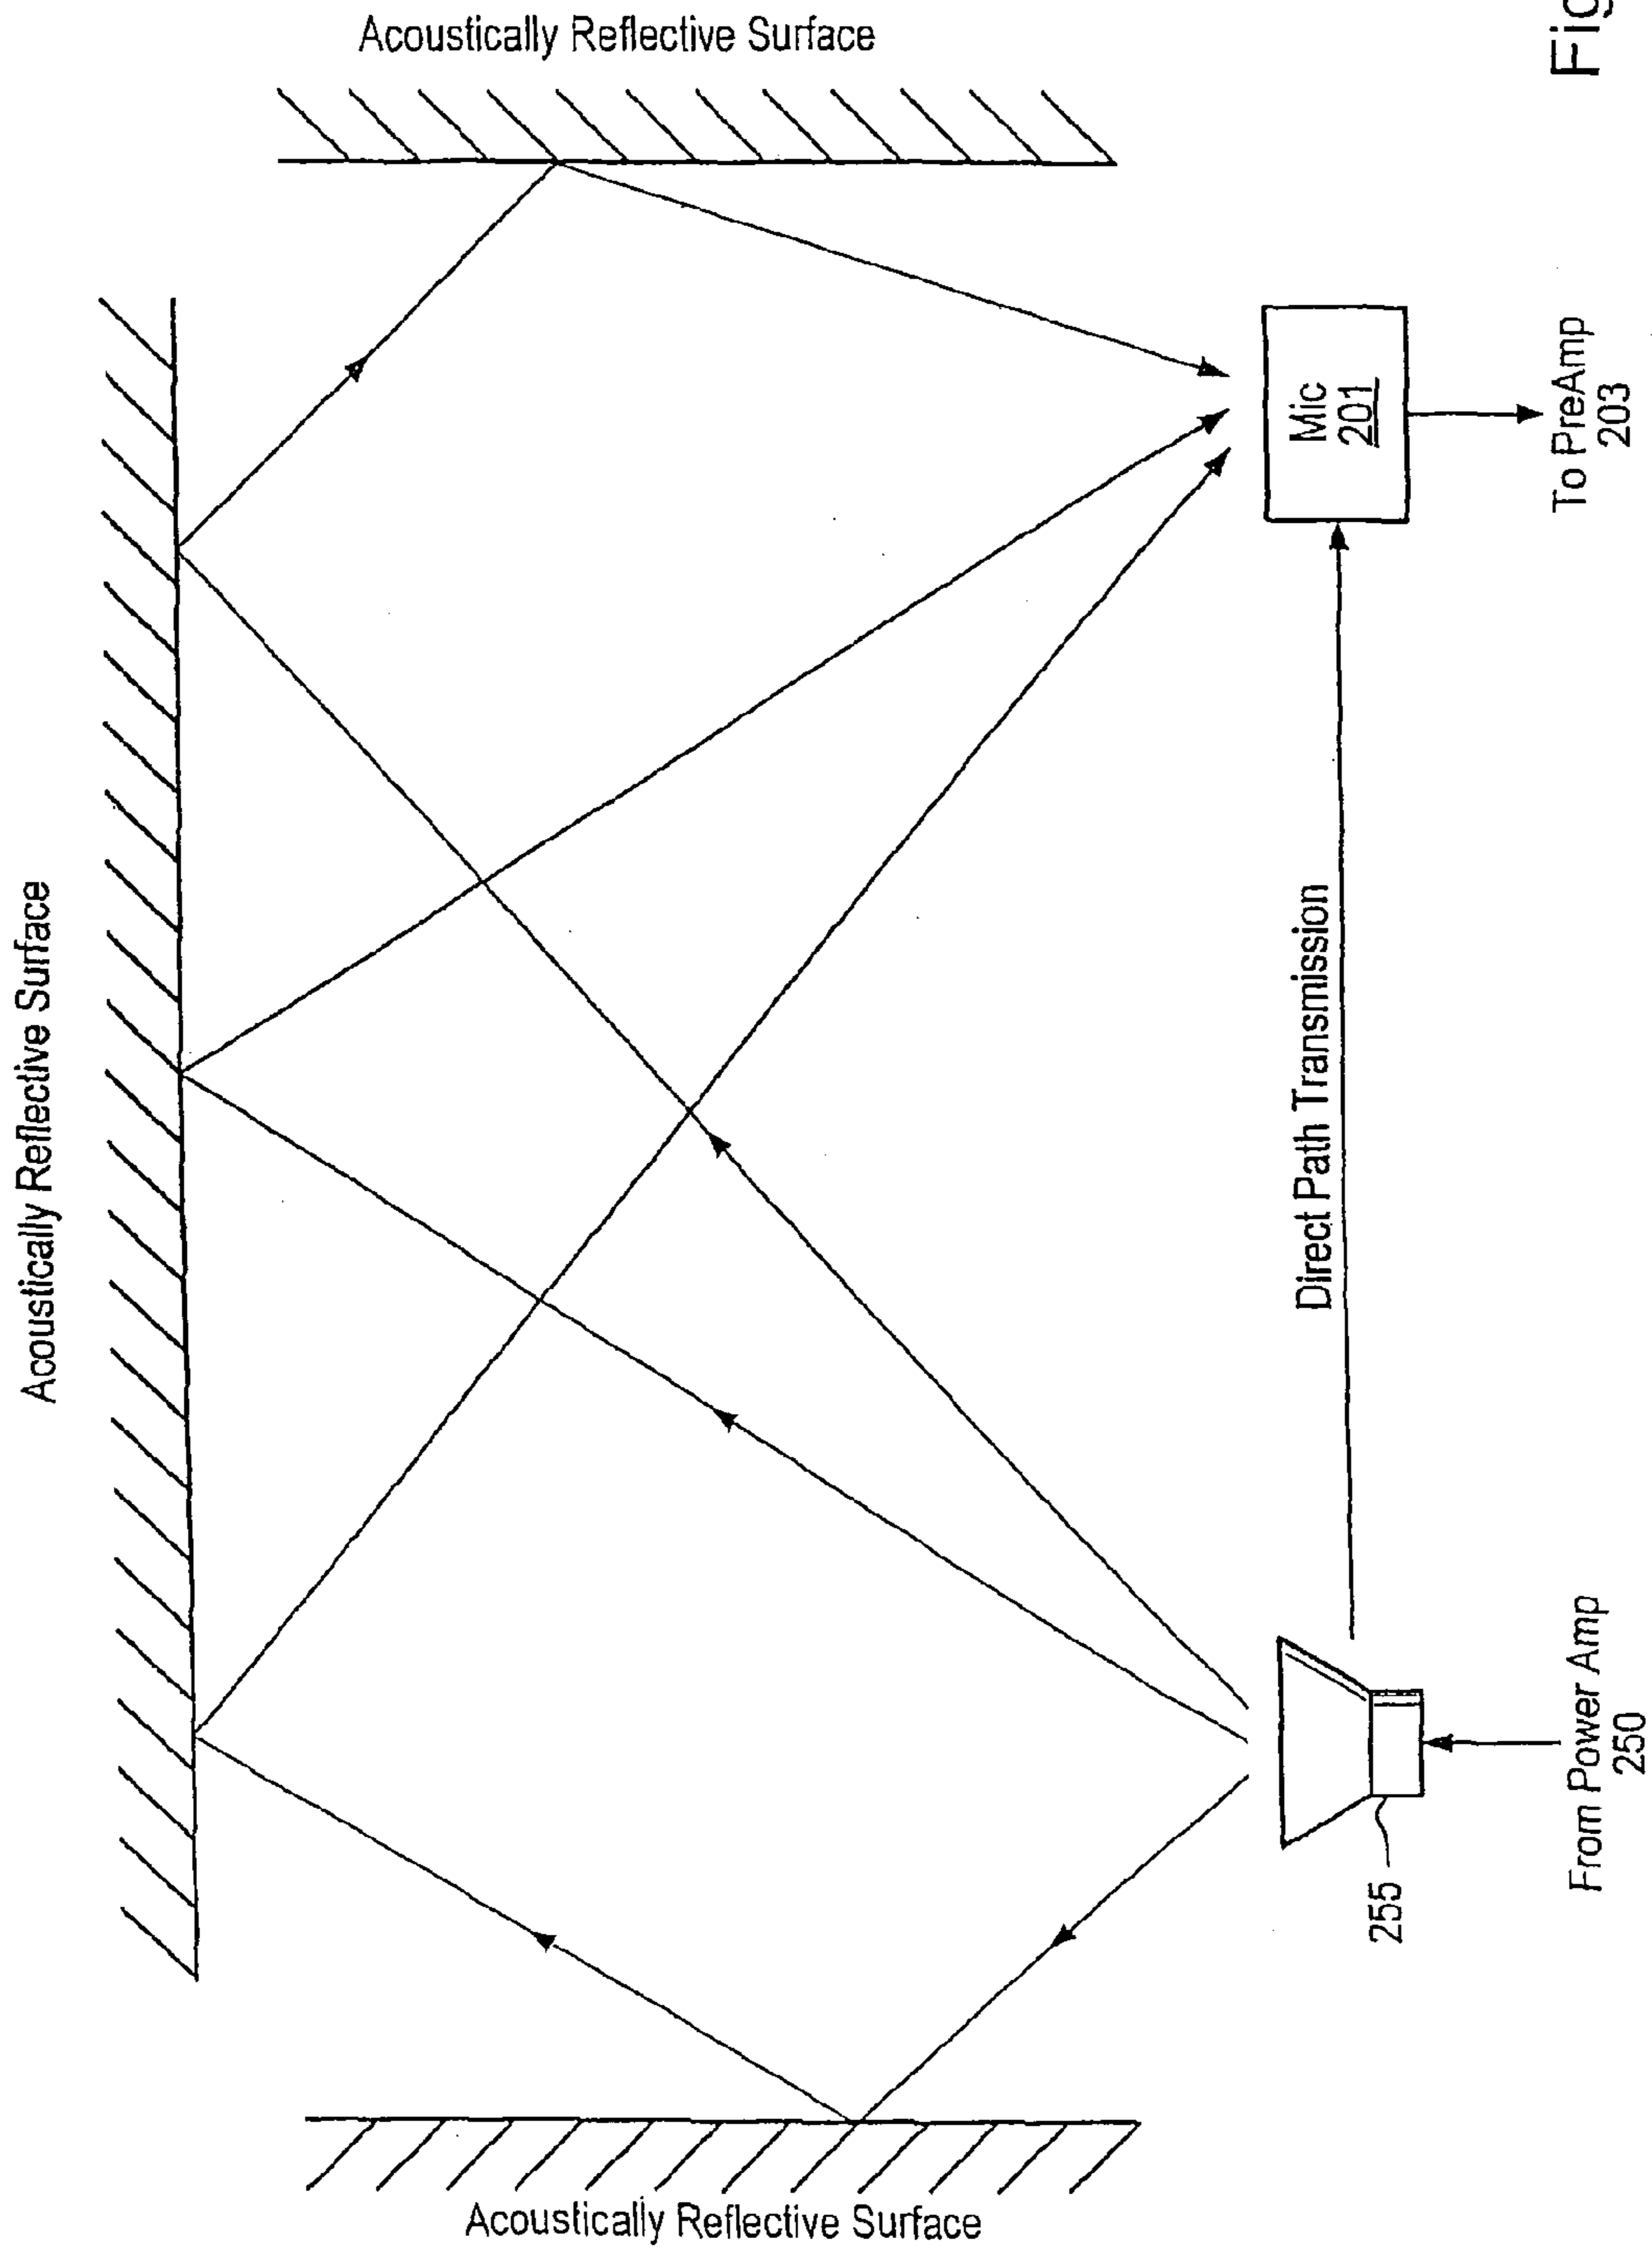 Acoustically Reflective Surface
Acoustically Reflective Surface
Acoustically Reflective Surface
Direct Path Transmission
Mic
201
To PreAmp
203
255
From Power Amp
250
Fig